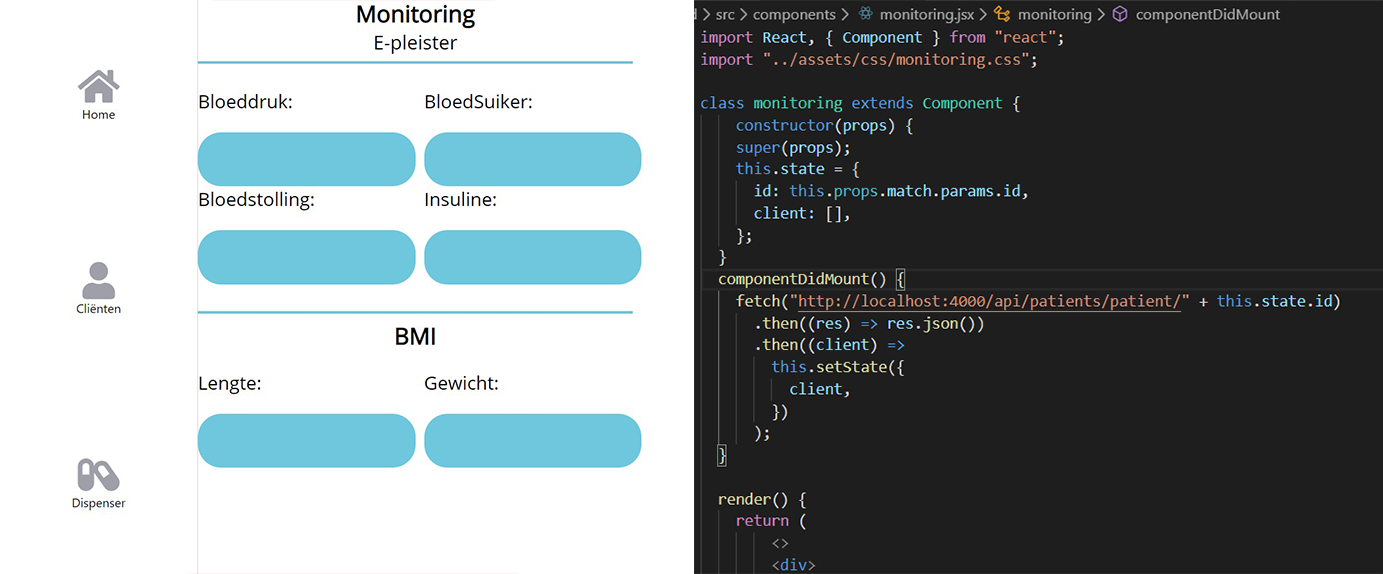 Home
Cliënten
Dispenser
Monitoring
E-pleister
Bloeddruk:
BloedSuiker:
Bloedstolling:
Insuline:
BMI
Lengte:
Gewicht:
> src > components > monitoring.jsx > monitoring > componentDidMount
import React, { Component } from "react";
import "../assets/css/monitoring.css";
class monitoring extends Component {
constructor(props) {
super(props);
this.state = {
id: this.props.match.params.id,
client: [],
};
}
componentDidMount() {
fetch("http://localhost:4000/api/patients/patient/" + this.state.id)
.then((res) => res.json())
.then((client) =>
this.setState({
client,
})
);
}
render() {
return (
<>
<div>